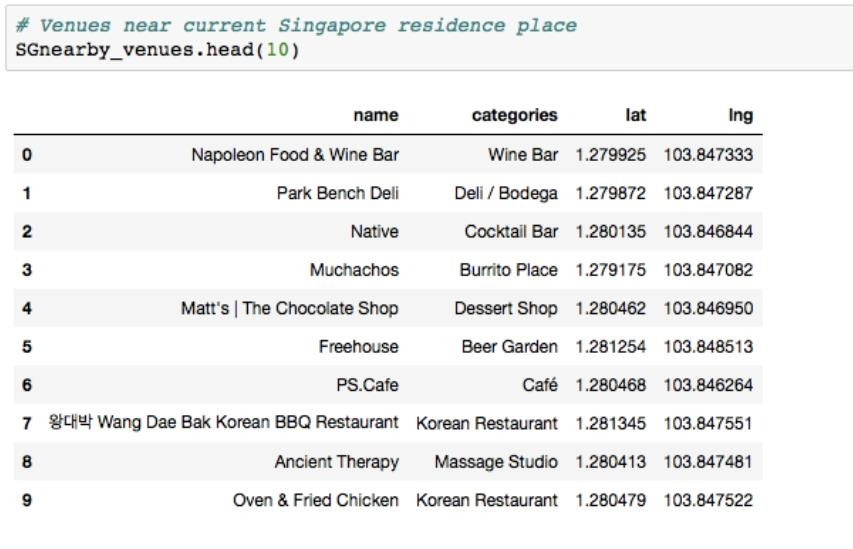 # Venues near current Singapore residence place
SGnearby_venues.head(10)
name categories lat lng
0 Napoleon Food & Wine Bar Wine Bar 1.279925 103.847333
1 Park Bench Deli Deli / Bodega 1.279872 103.847287
2 Native Cocktail Bar 1.280135 103.846844
3 Muchachos Burrito Place 1.279175 103.847082
4 Matt's | The Chocolate Shop Dessert Shop 1.280462 103.846950
5 Freehouse Beer Garden 1.281254 103.848513
6 PS.Cafe Café 1.280468 103.846264
7 왕대박 Wang Dae Bak Korean BBQ Restaurant Korean Restaurant 1.281345 103.847551
8 Ancient Therapy Massage Studio 1.280413 103.847481
9 Oven & Fried Chicken Korean Restaurant 1.280479 103.847522